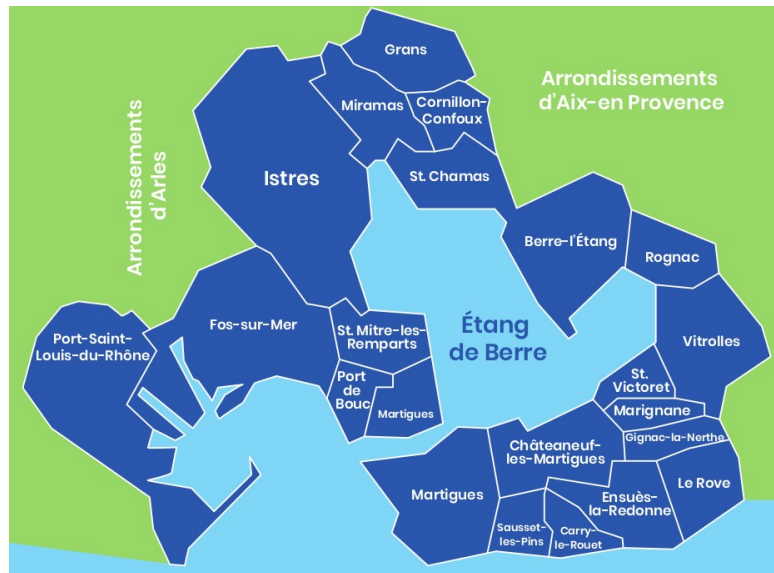 Grans
Arrondissements
d'Aix-en Provence
Miramas
Cornillon-
Confoux
Arrondissements
d'Arles
Istres
St. Chamas
Berre-l'Étang
Rognac
Port-Saint-
Louis-du-Rhône
Fos-sur-Mer
St. Mitre-les-
Remparts
Étang
de Berre
Vitrolles
Port
de
Bouc
Martigues
St.
Victoret
Marignane
Gignac-la-Nerthe
Châteaneuf-
les-Martigues
Martigues
Le Rove
Ensuès-
la-Redonne
Sausset-
les-Pins
Carry-
le-Rouet